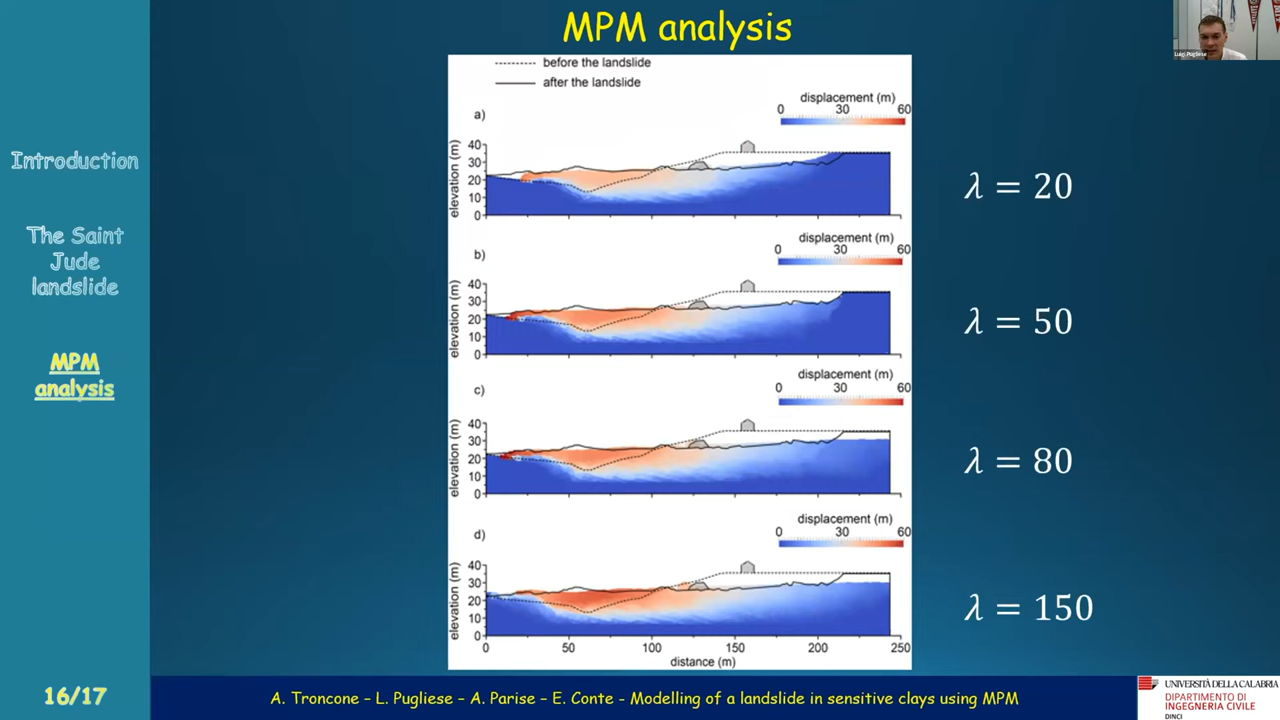 MPM analysis
Luigi Pugliese
Introduction
The Saint
Jude
landslide
MPM
analysis
16/17
before the landslide
after the landslide
a)
displacement (m)
0 30 60
elevation (m)
40
30
20
10
0
λ = 20
b)
displacement (m)
0 30 60
elevation (m)
40
30
20
10
0
λ = 50
c)
displacement (m)
0 30 60
elevation (m)
40
30
20
10
0
λ = 80
d)
displacement (m)
0 30 60
elevation (m)
40
30
20
10
0
λ = 150
0 50 100 150 200 250
distance (m)
A. Troncone – L. Pugliese – A. Parise – E. Conte - Modelling of a landslide in sensitive clays using MPM
UNIVERSITÀ DELLA CALABRIA
DIPARTIMENTO DI
INGEGNERIA CIVILE
DINCI